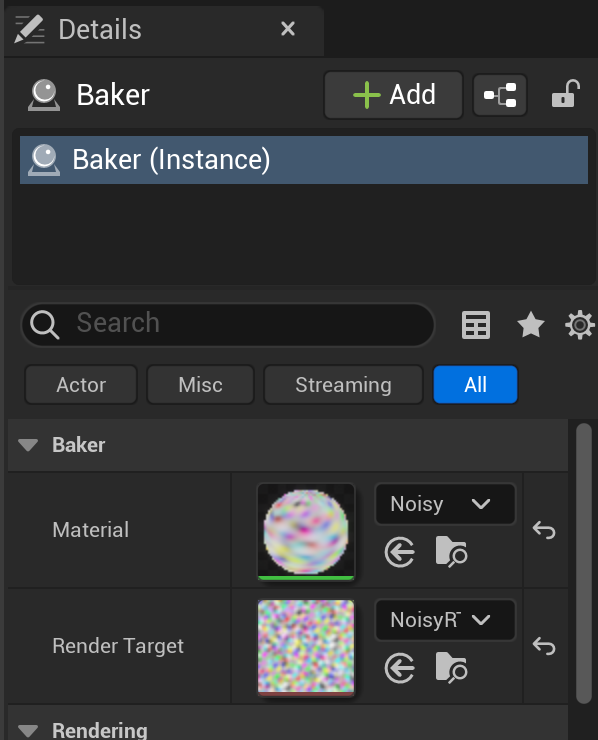 Details
Baker
Add
Baker (Instance)
Search
Actor
Misc
Streaming
All
Baker
Material
Noisy
Render Target
NoisyR
Rendering